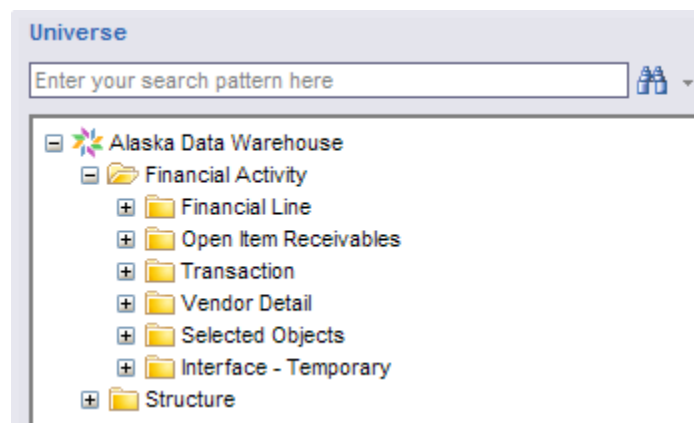 Universe
Enter your search pattern here
Alaska Data Warehouse
Financial Activity
Financial Line
Open Item Receivables
Transaction
Vendor Detail
Selected Objects
Interface - Temporary
Structure